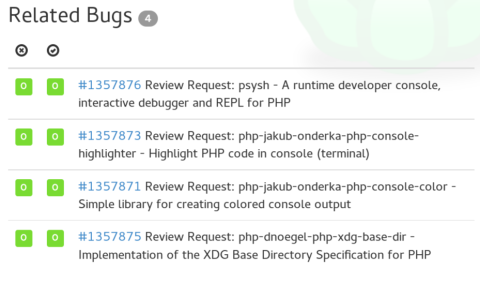 Related Bugs 4
0 0 #1357876 Review Request: psysh - A runtime developer console,
interactive debugger and REPL for PHP
0 0 #1357873 Review Request: php-jakub-onderka-php-console-
highlighter - Highlight PHP code in console (terminal)
0 0 #1357871 Review Request: php-jakub-onderka-php-console-color -
Simple library for creating colored console output
0 0 #1357875 Review Request: php-dnoegel-php-xdg-base-dir -
Implementation of the XDG Base Directory Specification for PHP